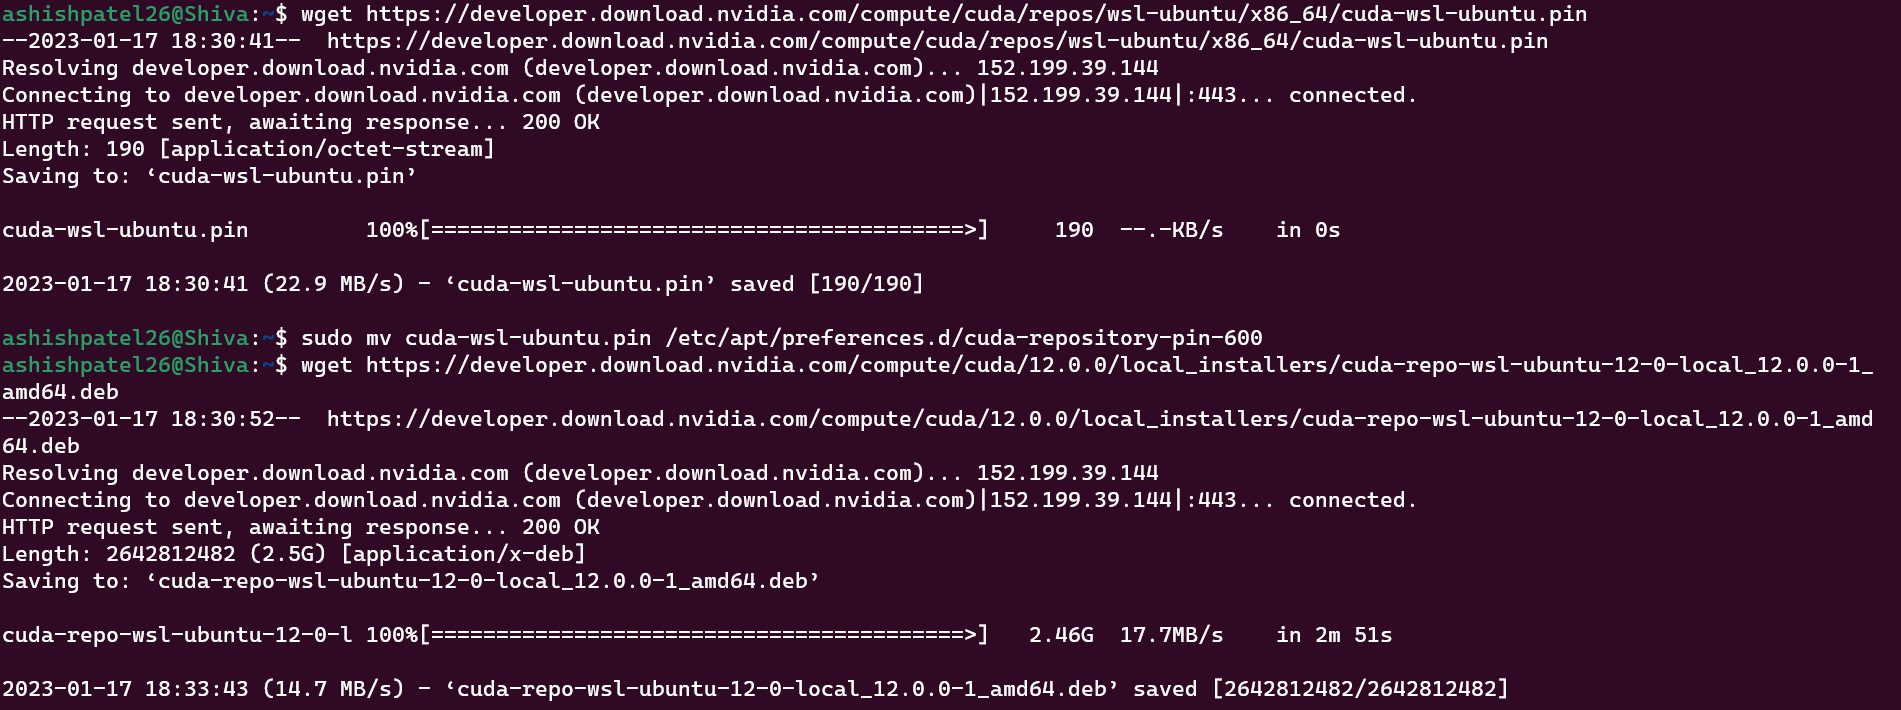 ashishpatel26@Shiva:~$ wget https://developer.download.nvidia.com/compute/cuda/repos/wsl-ubuntu/x86_64/cuda-wsl-ubuntu.pin
--2023-01-17 18:30:41--  https://developer.download.nvidia.com/compute/cuda/repos/wsl-ubuntu/x86_64/cuda-wsl-ubuntu.pin
Resolving developer.download.nvidia.com (developer.download.nvidia.com)... 152.199.39.144
Connecting to developer.download.nvidia.com (developer.download.nvidia.com)|152.199.39.144|:443... connected.
HTTP request sent, awaiting response... 200 OK
Length: 190 [application/octet-stream]
Saving to: ‘cuda-wsl-ubuntu.pin’
cuda-wsl-ubuntu.pin         100%[=========================================>]     190  --.-KB/s    in 0s
2023-01-17 18:30:41 (22.9 MB/s) - ‘cuda-wsl-ubuntu.pin’ saved [190/190]
ashishpatel26@Shiva:~$ sudo mv cuda-wsl-ubuntu.pin /etc/apt/preferences.d/cuda-repository-pin-600
ashishpatel26@Shiva:~$ wget https://developer.download.nvidia.com/compute/cuda/12.0.0/local_installers/cuda-repo-wsl-ubuntu-12-0-local_12.0.0-1_
amd64.deb
--2023-01-17 18:30:52--  https://developer.download.nvidia.com/compute/cuda/12.0.0/local_installers/cuda-repo-wsl-ubuntu-12-0-local_12.0.0-1_amd
64.deb
Resolving developer.download.nvidia.com (developer.download.nvidia.com)... 152.199.39.144
Connecting to developer.download.nvidia.com (developer.download.nvidia.com)|152.199.39.144|:443... connected.
HTTP request sent, awaiting response... 200 OK
Length: 2642812482 (2.5G) [application/x-deb]
Saving to: ‘cuda-repo-wsl-ubuntu-12-0-local_12.0.0-1_amd64.deb’
cuda-repo-wsl-ubuntu-12-0-l 100%[=========================================>]   2.46G  17.7MB/s    in 2m 51s
2023-01-17 18:33:43 (14.7 MB/s) - ‘cuda-repo-wsl-ubuntu-12-0-local_12.0.0-1_amd64.deb’ saved [2642812482/2642812482]